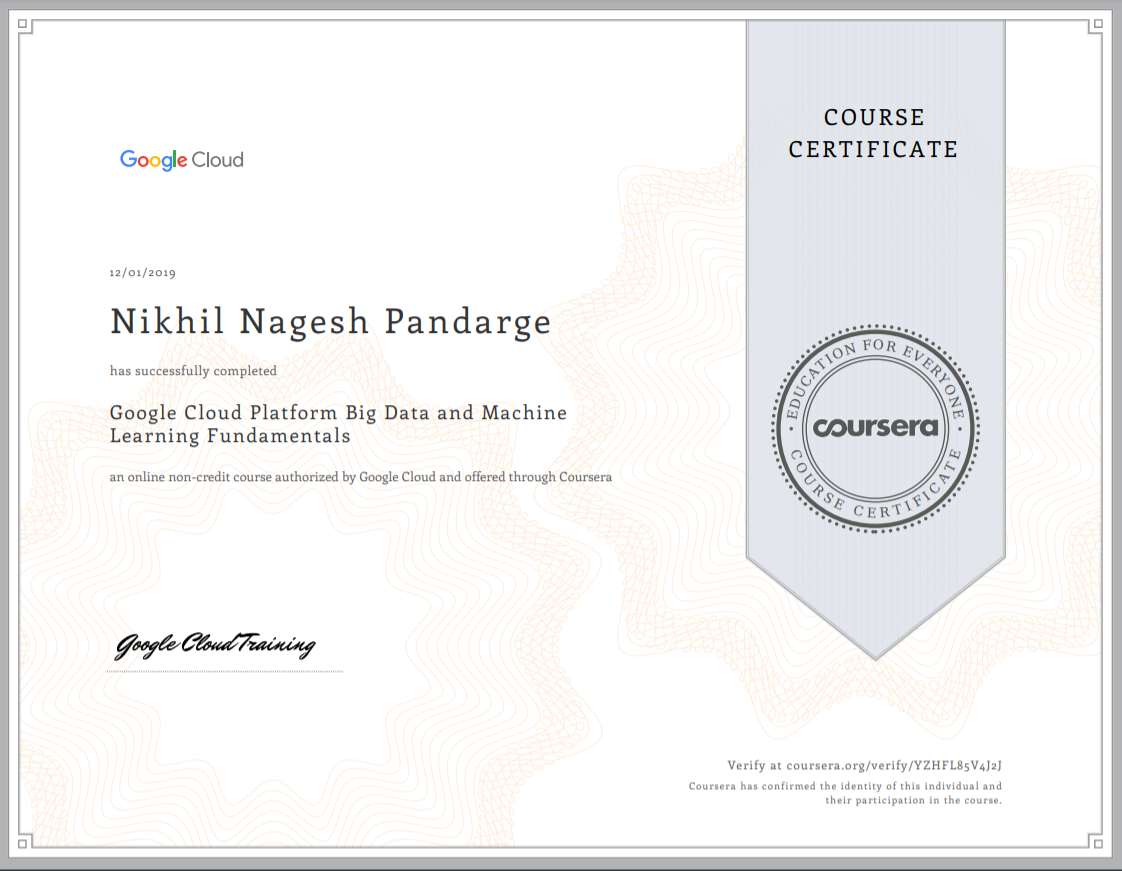 COURSE
CERTIFICATE
Google Cloud
12/01/2019
Nikhil Nagesh Pandarge
has successfully completed
Google Cloud Platform Big Data and Machine
Learning Fundamentals
an online non-credit course authorized by Google Cloud and offered through Coursera
EDUCATION FOR EVERYONE
coursera
COURSE CERTIFICATE
Google Cloud Training
Verify at coursera.org/verify/YZHFL85V4J2J
Coursera has confirmed the identity of this individual and
their participation in the course.